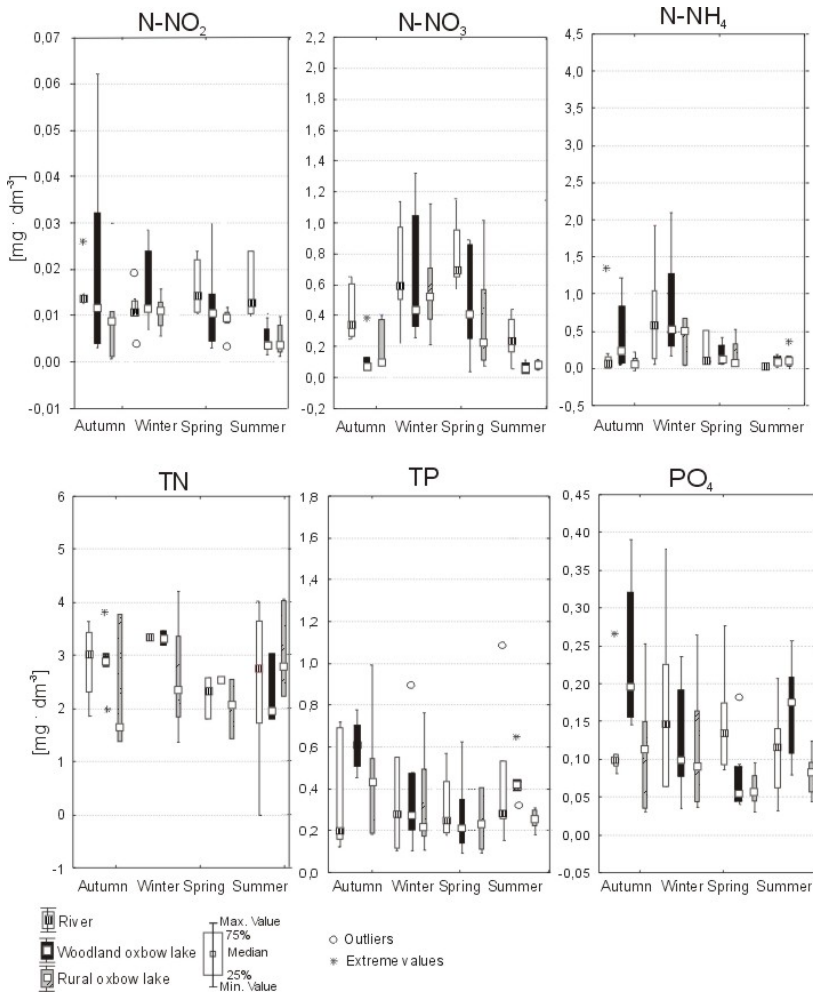 N-NO₂
N-NO₃
N-NH₄
[mg · dm⁻³]
0,07
0,06
0,05
0,04
0,03
0,02
0,01
0,00
-0,01
Autumn Winter Spring Summer
2,2
2,0
1,8
1,6
1,4
1,2
1,0
0,8
0,6
0,4
0,2
0,0
-0,2
Autumn Winter Spring Summer
4,5
4,0
3,5
3,0
2,5
2,0
1,5
1,0
0,5
0,0
-0,5
Autumn Winter Spring Summer
TN
TP
PO₄
[mg · dm⁻³]
6
5
4
3
2
1
0
-1
Autumn Winter Spring Summer
1,8
1,6
1,4
1,2
1,0
0,8
0,6
0,4
0,2
0,0
Autumn Winter Spring Summer
0,45
0,40
0,35
0,30
0,25
0,20
0,15
0,10
0,05
0,00
-0,05
Autumn Winter Spring Summer
River
Woodland oxbow lake
Rural oxbow lake
Max. Value
75%
Median
25%
Min. Value
Outliers
Extreme values